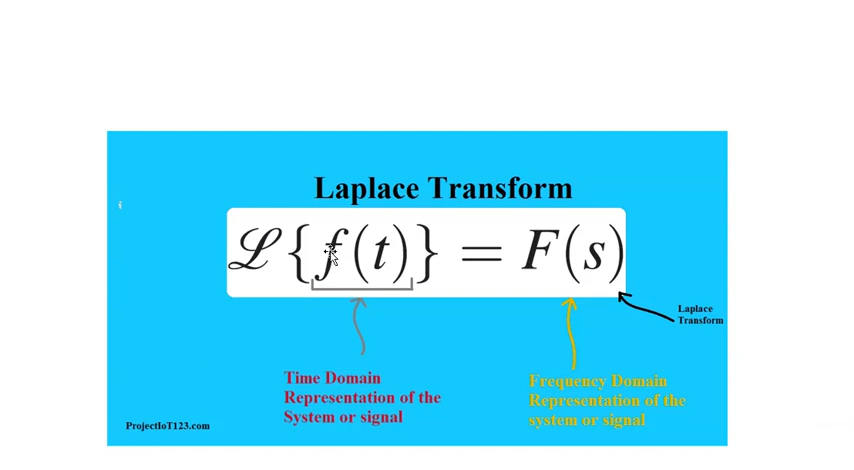 Laplace Transform
ℒ{f(t)} = F(s)
Laplace
Transform
Time Domain
Representation of the
System or signal
Frequency Domain
Representation of the
system or signal
ProjectIoT123.com